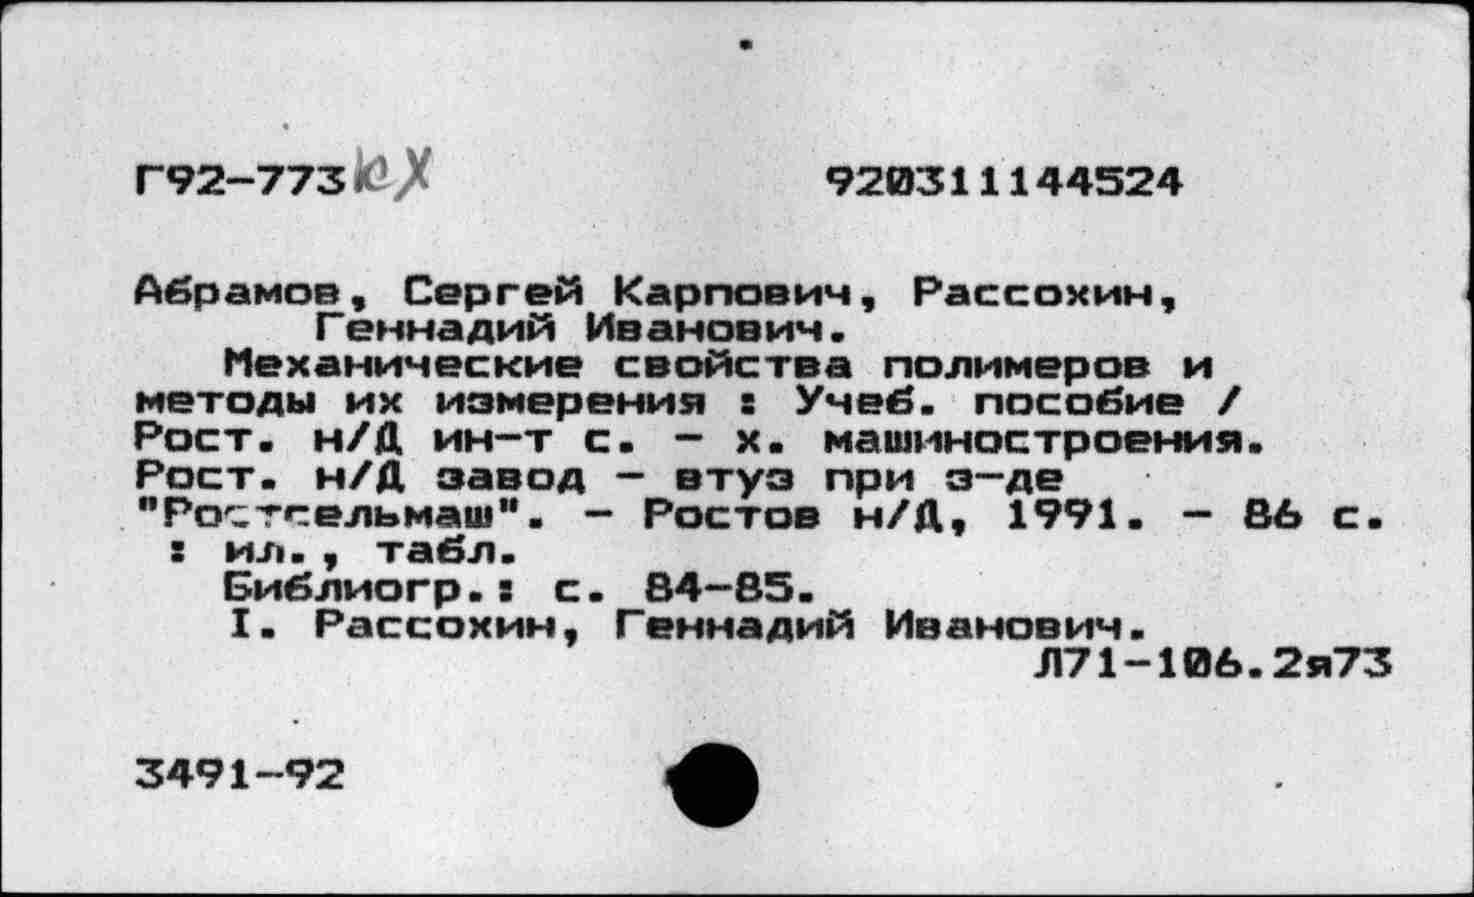 Г92-773 кх
920311144524
Абрамов, Сергей Карпович, Рассохин,
Геннадий Иванович.
Механические свойства полимеров и
методы их измерения : Учеб. пособие /
Рост. н/Д ин-т с. - х. машиностроения.
Рост. н/Д завод - втуз при з-де
"Ростсельмаш". - Ростов н/Д, 1991. - 86 с.
: ил., табл.
Библиогр.: с. 84-85.
I. Рассохин, Геннадий Иванович.
Л71-106.2я73
3491-92